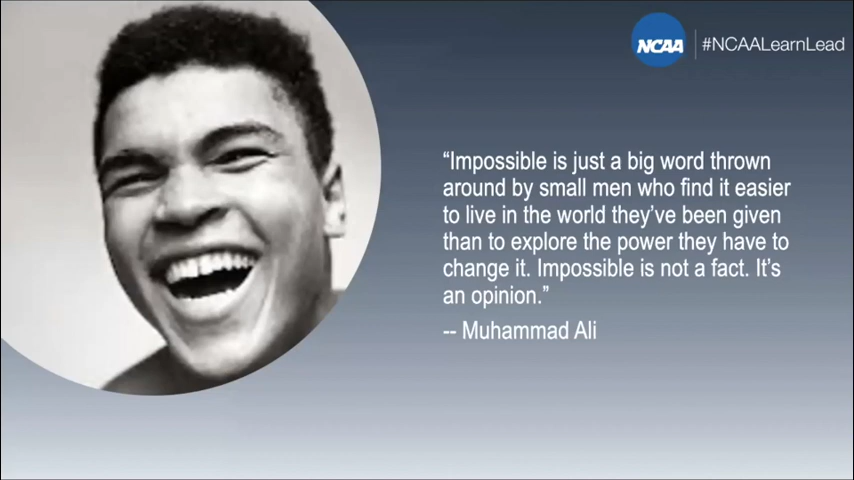 NCAA
#NCAALearnLead
“Impossible is just a big word thrown
around by small men who find it easier
to live in the world they’ve been given
than to explore the power they have to
change it. Impossible is not a fact. It’s
an opinion.”
-- Muhammad Ali